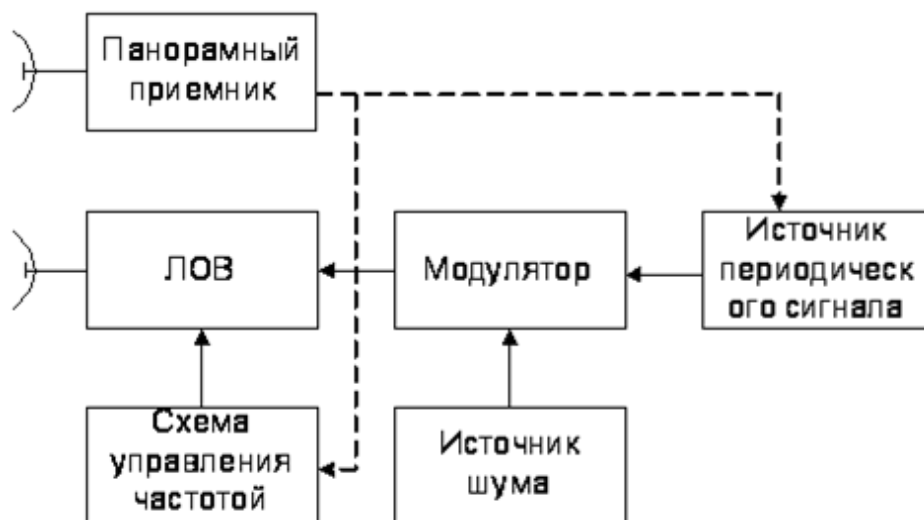 Панорамный
приемник
ЛОВ
Модулятор
Источник
периодическ
ого сигнала
Схема
управления
частотой
Источник
шума